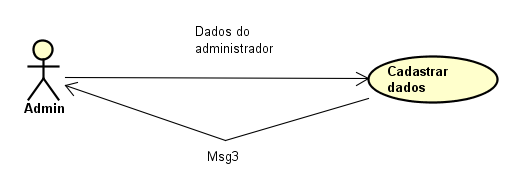 Dados do
administrador
Cadastrar
dados
Admin
Msg3